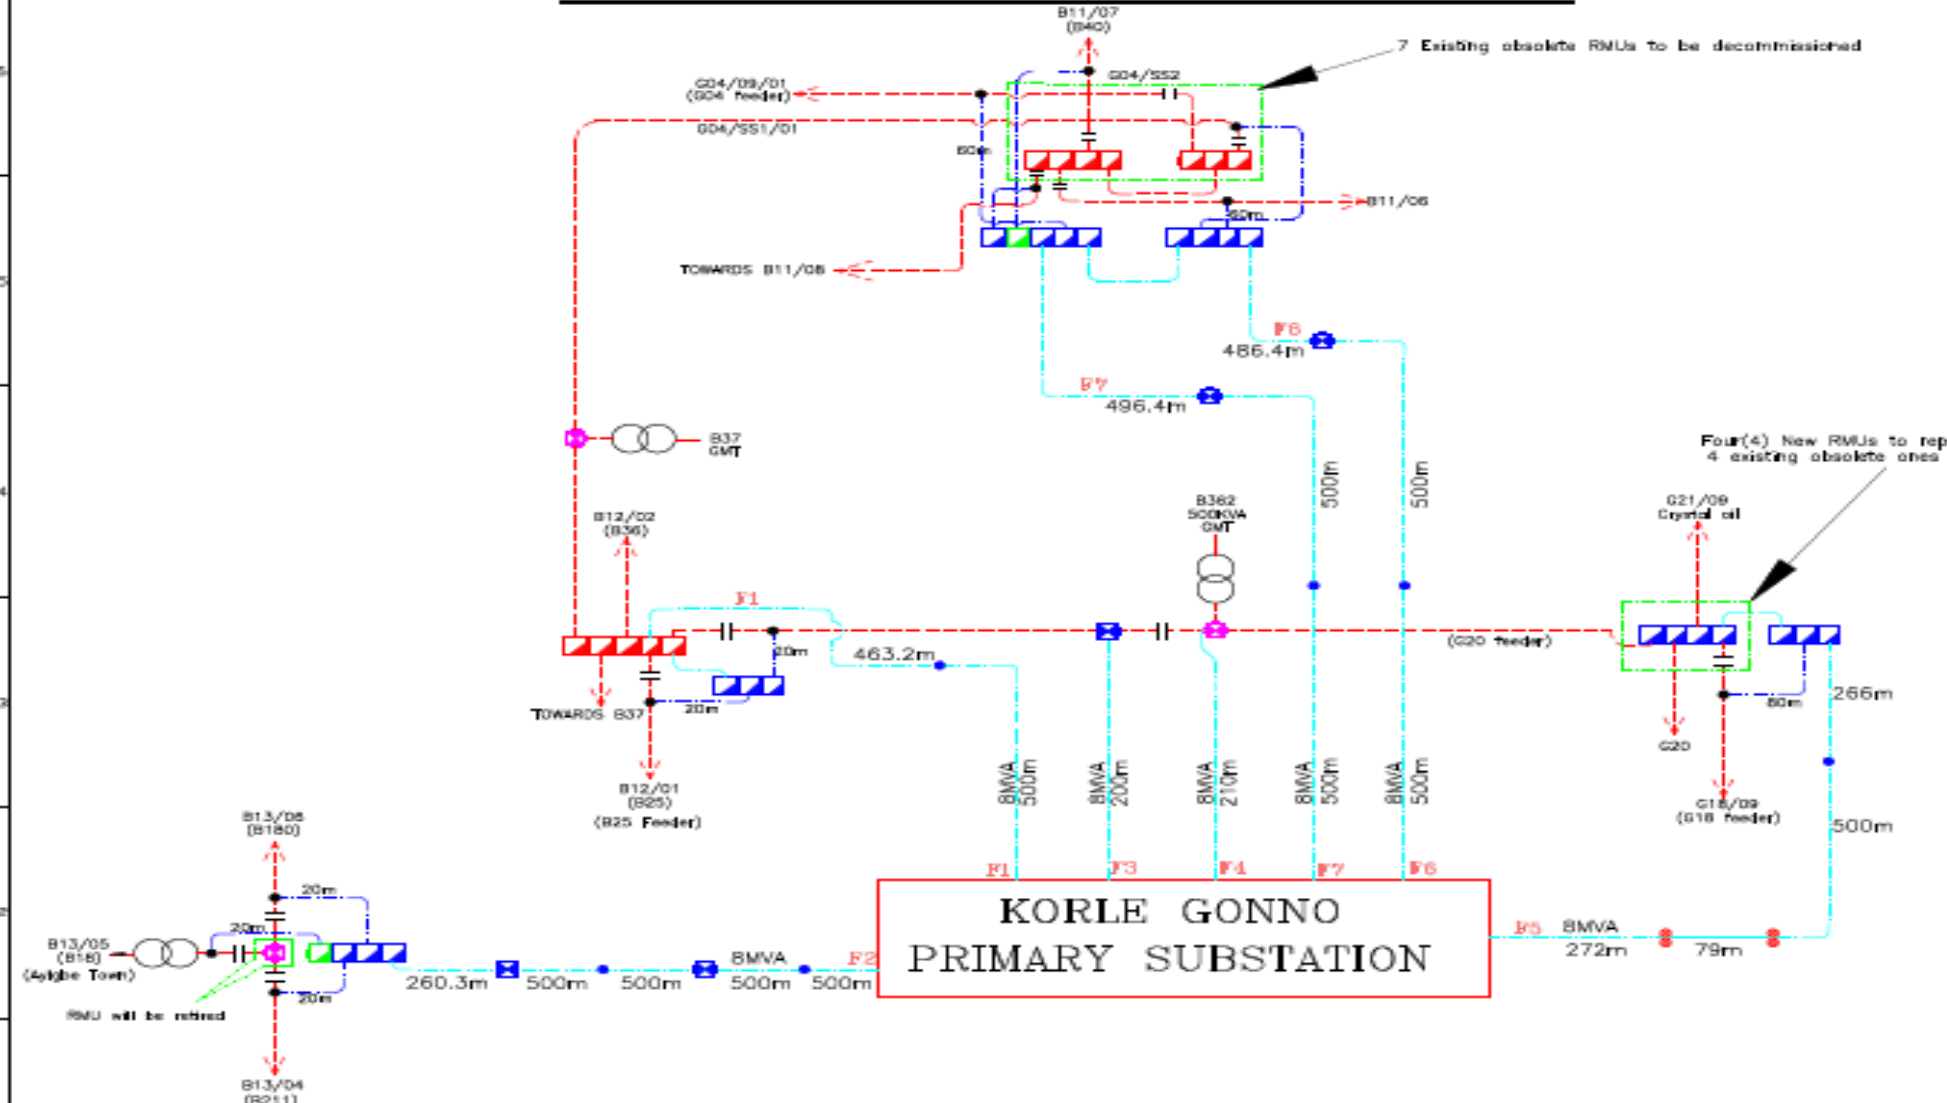 B11/07
(B40)
7 Existing obsolete RMUs to be decommissioned
G04/SS2
G04/09/01
(G04 feeder)
G04/SS1/01
60m
B11/06
60m
TOWARDS B11/08
F6
486.4m
F7
496.4m
B37
GMT
Four(4) New RMUs to rep
4 existing obsolete ones
500m
500m
B362
500KVA
GMT
G21/09
Crystal oil
B12/02
(B36)
F1
(G20 feeder)
20m
463.2m
266m
80m
20m
TOWARDS B37
G20
8MVA
500m
8MVA
200m
8MVA
210m
8MVA
500m
8MVA
500m
B12/01
(B25)
(B25 Feeder)
G18/09
(G18 feeder)
500m
B13/06
(B180)
F1
F3
F4
F7
F6
20m
KORLE GONNO
PRIMARY SUBSTATION
20m
B13/05
(B18)
8MVA
F2
F5
8MVA
272m
79m
260.3m
500m
500m
500m
500m
20m
RMU will be retired
B13/04
(B211)